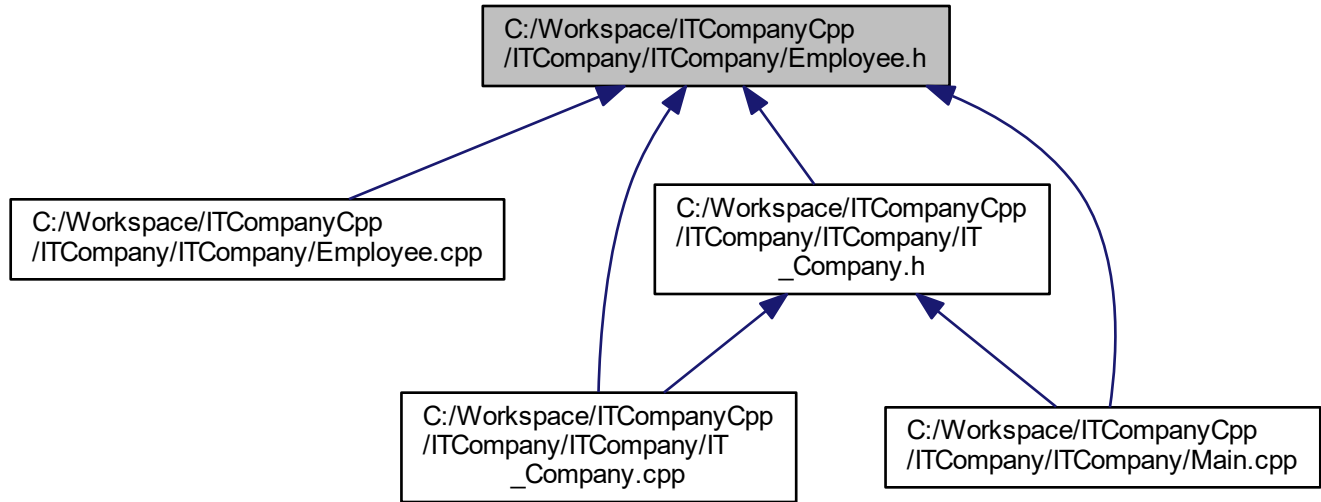 C:/Workspace/ITCompanyCpp
/ITCompany/ITCompany/Employee.h
C:/Workspace/ITCompanyCpp
/ITCompany/ITCompany/Employee.cpp
C:/Workspace/ITCompanyCpp
/ITCompany/ITCompany/IT
_Company.h
C:/Workspace/ITCompanyCpp
/ITCompany/ITCompany/IT
_Company.cpp
C:/Workspace/ITCompanyCpp
/ITCompany/ITCompany/Main.cpp